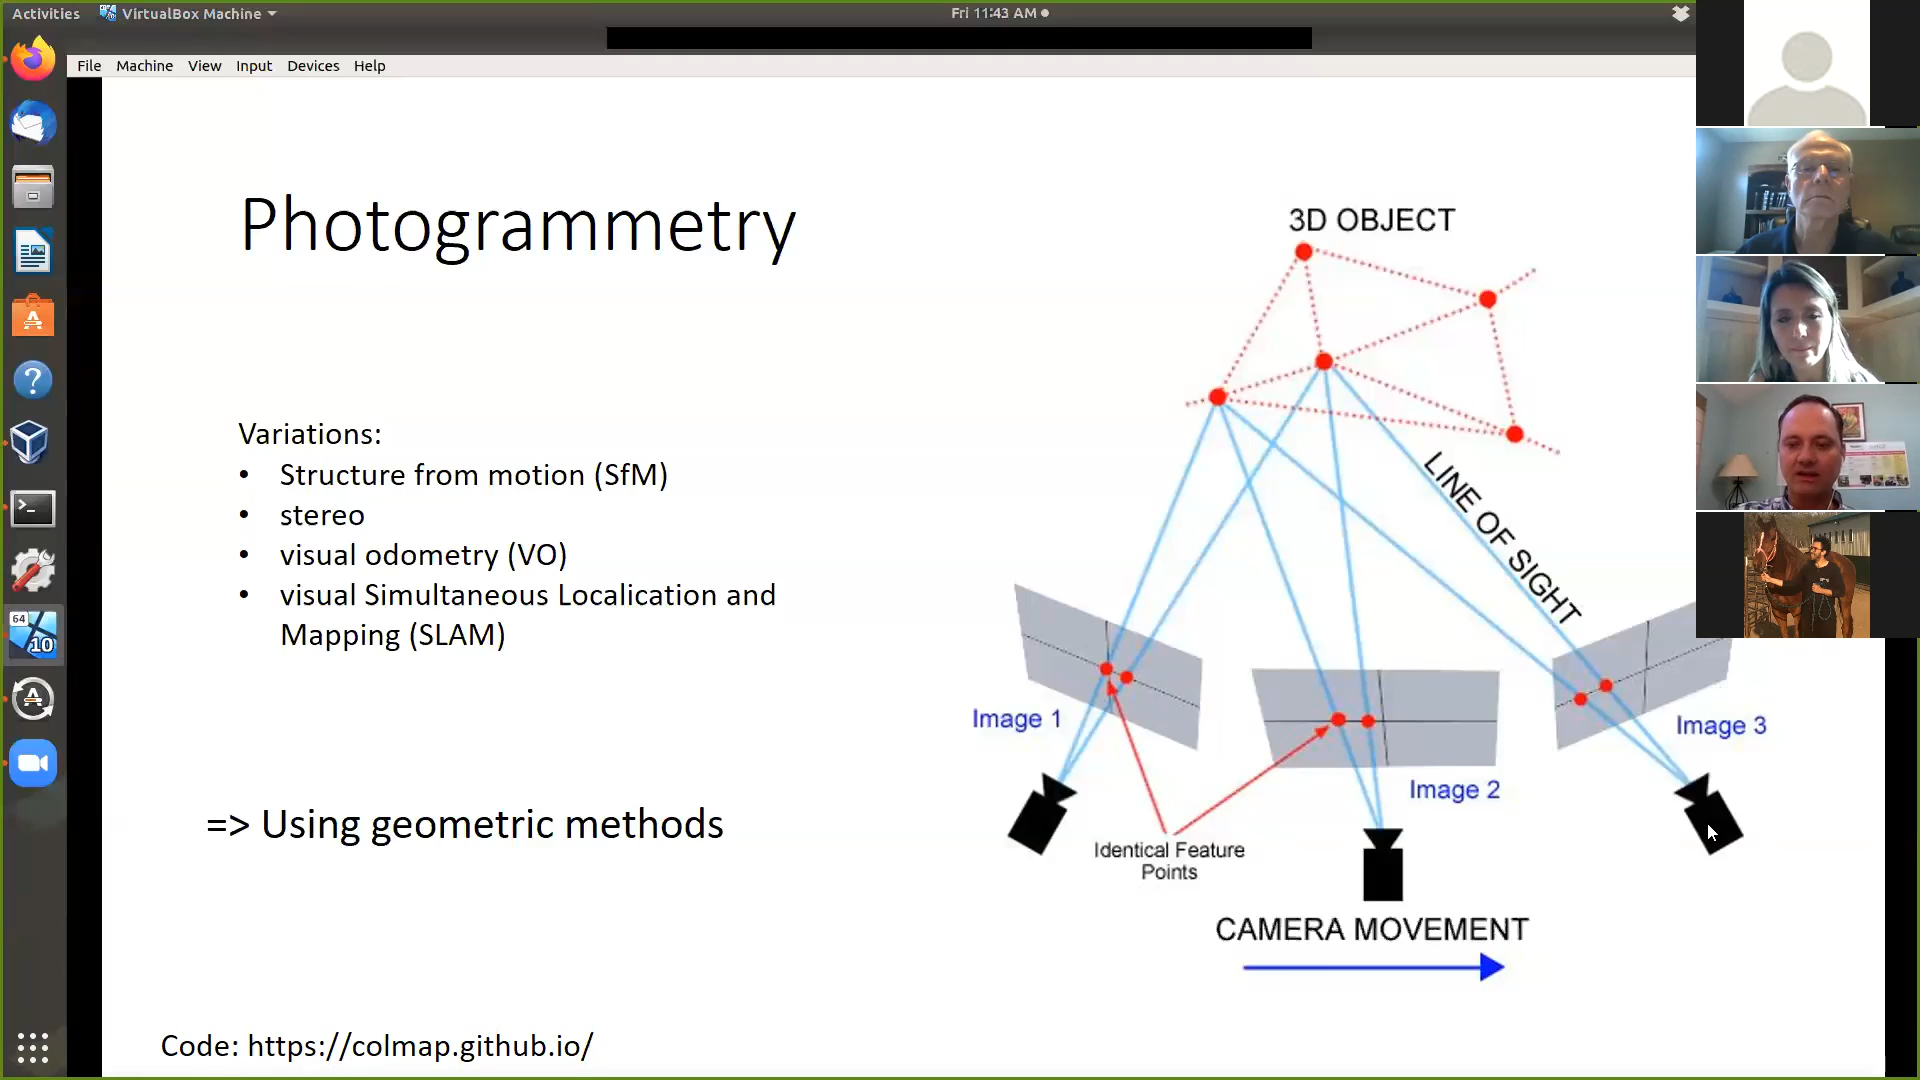 Activities
VirtualBox Machine
Fri 11:43 AM
File Machine View Input Devices Help
Photogrammetry
Variations:
• Structure from motion (SfM)
• stereo
• visual odometry (VO)
• visual Simultaneous Localication and
Mapping (SLAM)
=> Using geometric methods
Code: https://colmap.github.io/
3D OBJECT
LINE OF SIGHT
Image 1
Image 2
Image 3
Identical Feature
Points
CAMERA MOVEMENT
64
10